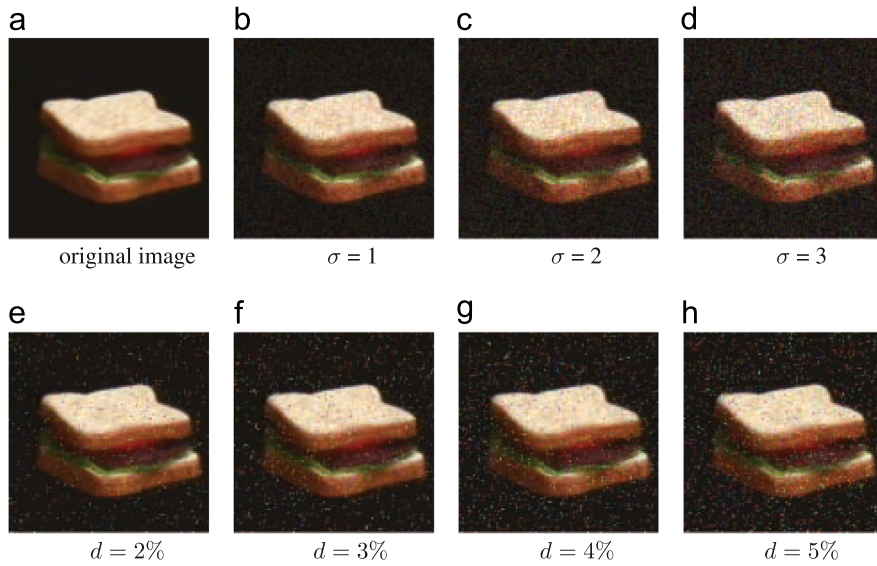 a b c d
original image σ = 1 σ = 2 σ = 3
e f g h
d = 2% d = 3% d = 4% d = 5%